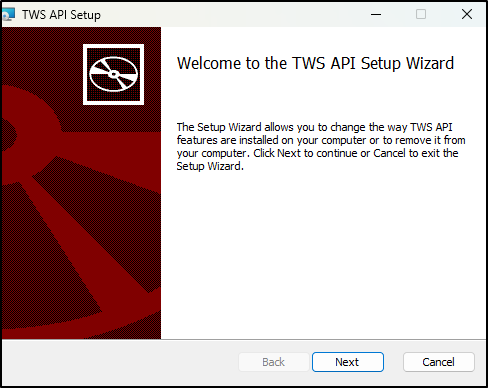 TWS API Setup
Welcome to the TWS API Setup Wizard
The Setup Wizard allows you to change the way TWS API
features are installed on your computer or to remove it from
your computer. Click Next to continue or Cancel to exit the
Setup Wizard.
Back
Next
Cancel